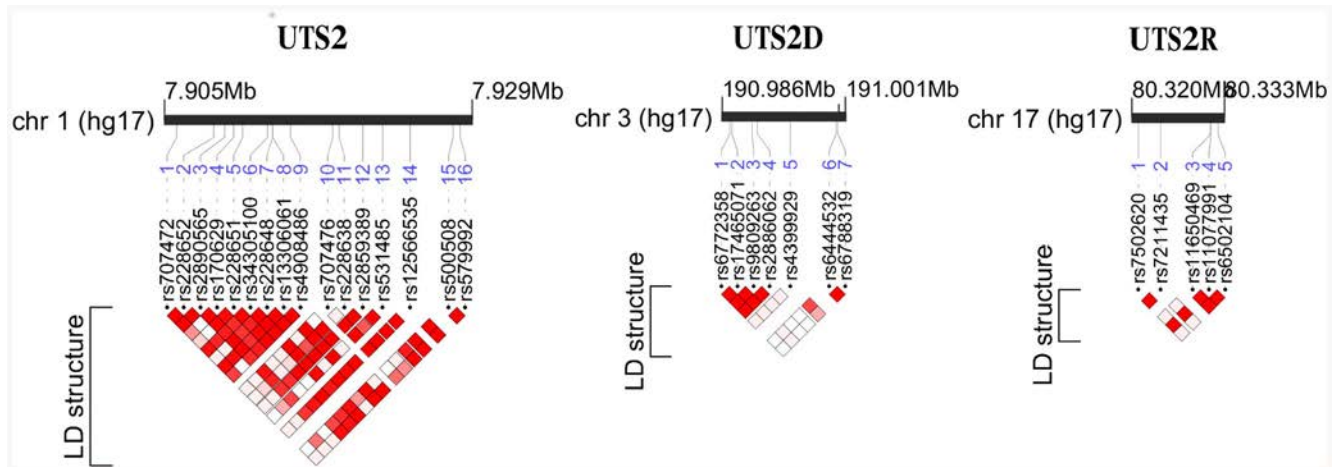 UTS2
7.905Mb 7.929Mb
chr 1 (hg17)
1 2 3 4 5 6 7 8 9 10 11 12 13 14 15 16
rs707472
rs228652
rs2890565
rs170629
rs228651
rs34305100
rs228648
rs13306061
rs4908486
rs707476
rs228638
rs2859389
rs531485
rs12566535
rs500508
rs579992
LD structure
UTS2D
190.986Mb 191.001Mb
chr 3 (hg17)
1 2 3 4 5 6 7
rs6772358
rs17465071
rs9809263
rs2886062
rs4399929
rs6444532
rs6788319
LD structure
UTS2R
80.320Mb 80.333Mb
chr 17 (hg17)
1 2 3 4 5
rs7502620
rs7211435
rs11650469
rs11077991
rs6502104
LD structure